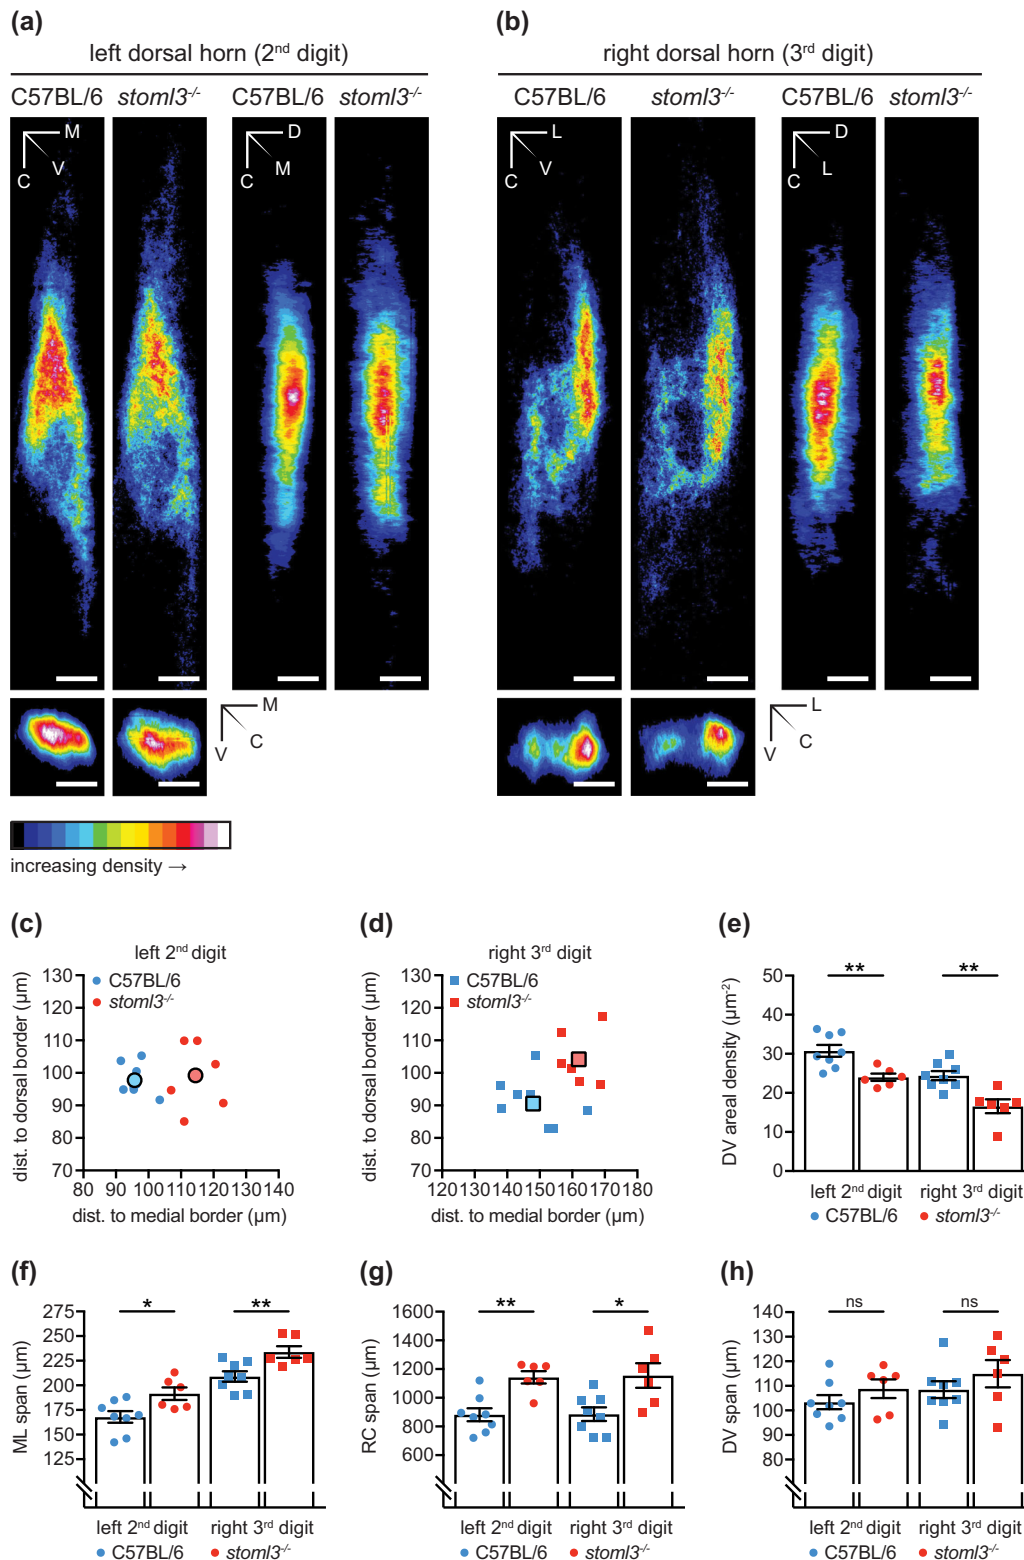 (a)
left dorsal horn (2nd digit)
C57BL/6 stoml3-/- C57BL/6 stoml3-/-
M
V
C
D
M
C
M
C
V
increasing density →
(b)
right dorsal horn (3rd digit)
C57BL/6 stoml3-/- C57BL/6 stoml3-/-
L
V
C
D
L
C
L
C
V
(c)
left 2nd digit
C57BL/6
stoml3-/-
dist. to dorsal border (µm)
130
120
110
100
90
80
70
80 90 100 110 120 130 140
dist. to medial border (µm)
(d)
right 3rd digit
C57BL/6
stoml3-/-
dist. to dorsal border (µm)
130
120
110
100
90
80
70
120 130 140 150 160 170 180
dist. to medial border (µm)
(e)
DV areal density (µm-2)
50
40
30
20
10
0
** **
left 2nd digit right 3rd digit
C57BL/6 stoml3-/-
(f)
ML span (µm)
275
250
225
200
175
150
125
* **
left 2nd digit right 3rd digit
C57BL/6 stoml3-/-
(g)
RC span (µm)
1600
1400
1200
1000
800
600
** *
left 2nd digit right 3rd digit
C57BL/6 stoml3-/-
(h)
DV span (µm)
140
130
120
110
100
90
80
ns ns
left 2nd digit right 3rd digit
C57BL/6 stoml3-/-